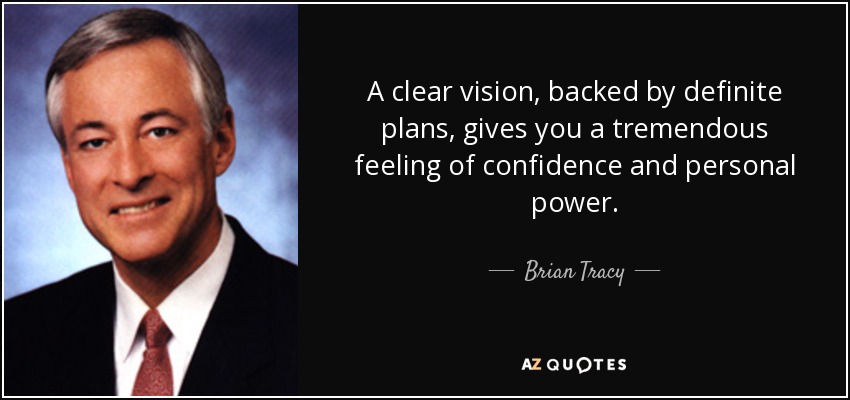 A clear vision, backed by definite
plans, gives you a tremendous
feeling of confidence and personal
power.
Brian Tracy
AZ QUOTES